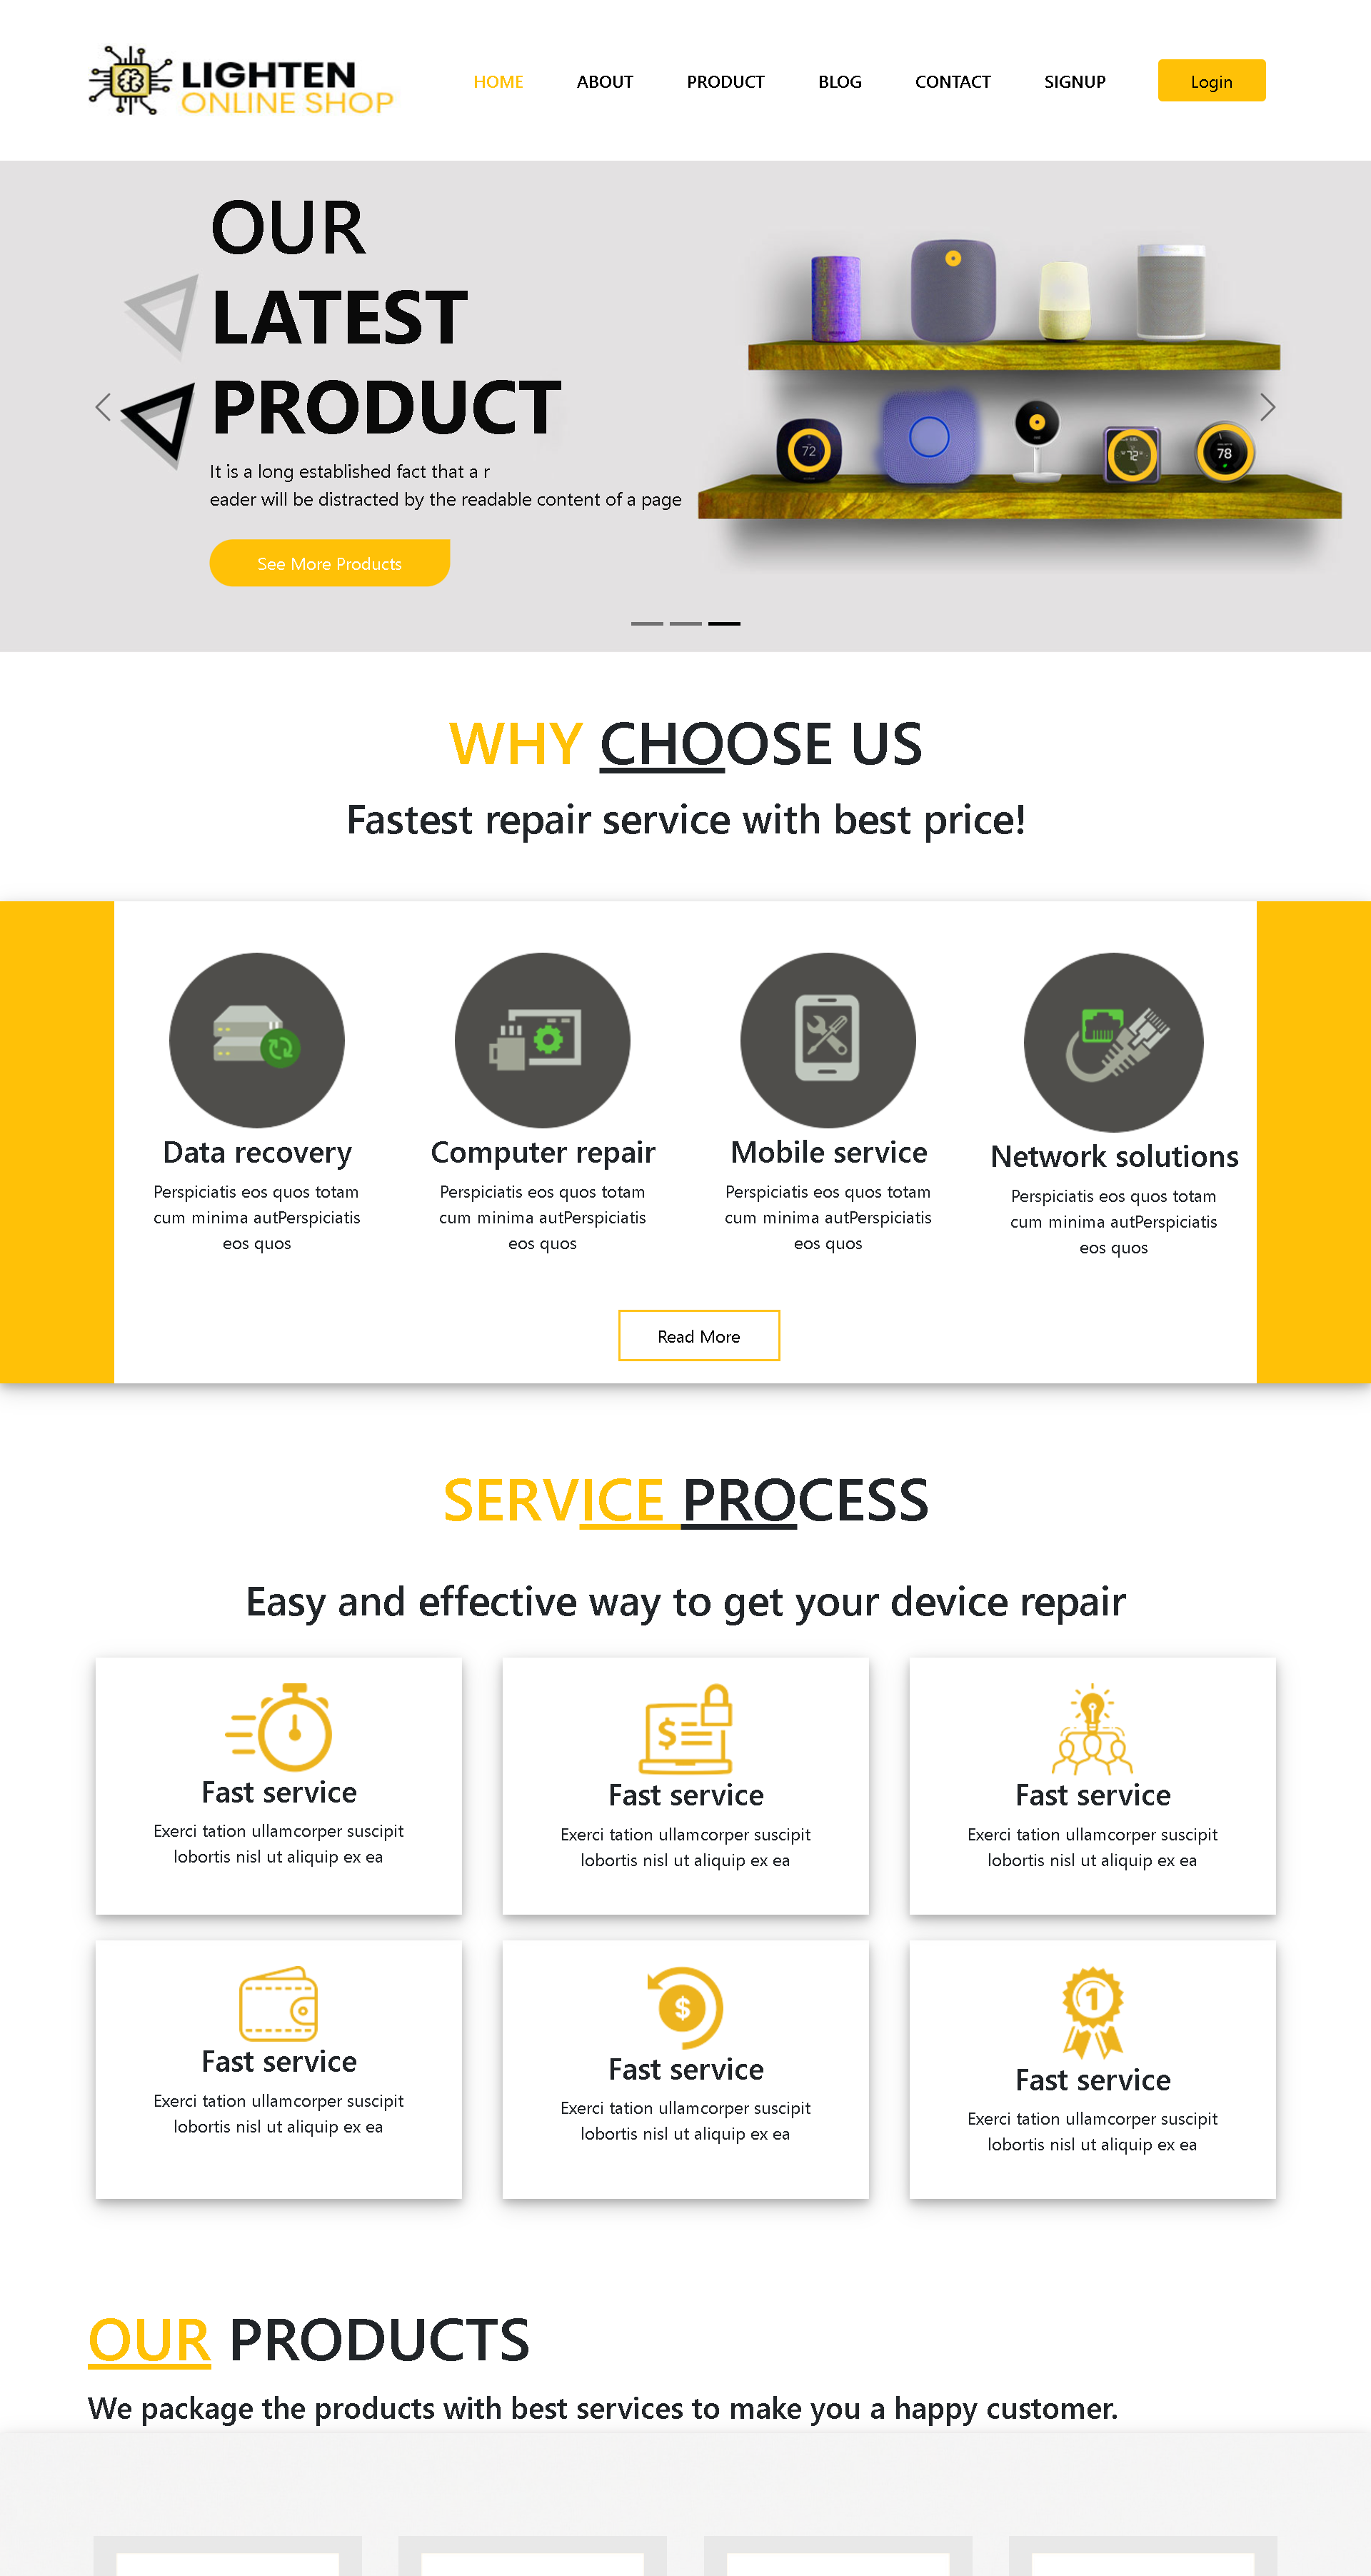 LIGHTEN
ONLINE SHOP
HOME ABOUT PRODUCT BLOG CONTACT SIGNUP Login
OUR
LATEST
PRODUCT
It is a long established fact that a r
eader will be distracted by the readable content of a page
See More Products
72
72
78
WHY CHOOSE US
Fastest repair service with best price!
Data recovery
Perspiciatis eos quos totam
cum minima autPerspiciatis
eos quos
Computer repair
Perspiciatis eos quos totam
cum minima autPerspiciatis
eos quos
Mobile service
Perspiciatis eos quos totam
cum minima autPerspiciatis
eos quos
Network solutions
Perspiciatis eos quos totam
cum minima autPerspiciatis
eos quos
Read More
SERVICE PROCESS
Easy and effective way to get your device repair
Fast service
Exerci tation ullamcorper suscipit
lobortis nisl ut aliquip ex ea
$
Fast service
Exerci tation ullamcorper suscipit
lobortis nisl ut aliquip ex ea
Fast service
Exerci tation ullamcorper suscipit
lobortis nisl ut aliquip ex ea
Fast service
Exerci tation ullamcorper suscipit
lobortis nisl ut aliquip ex ea
$
Fast service
Exerci tation ullamcorper suscipit
lobortis nisl ut aliquip ex ea
1
Fast service
Exerci tation ullamcorper suscipit
lobortis nisl ut aliquip ex ea
OUR PRODUCTS
We package the products with best services to make you a happy customer.